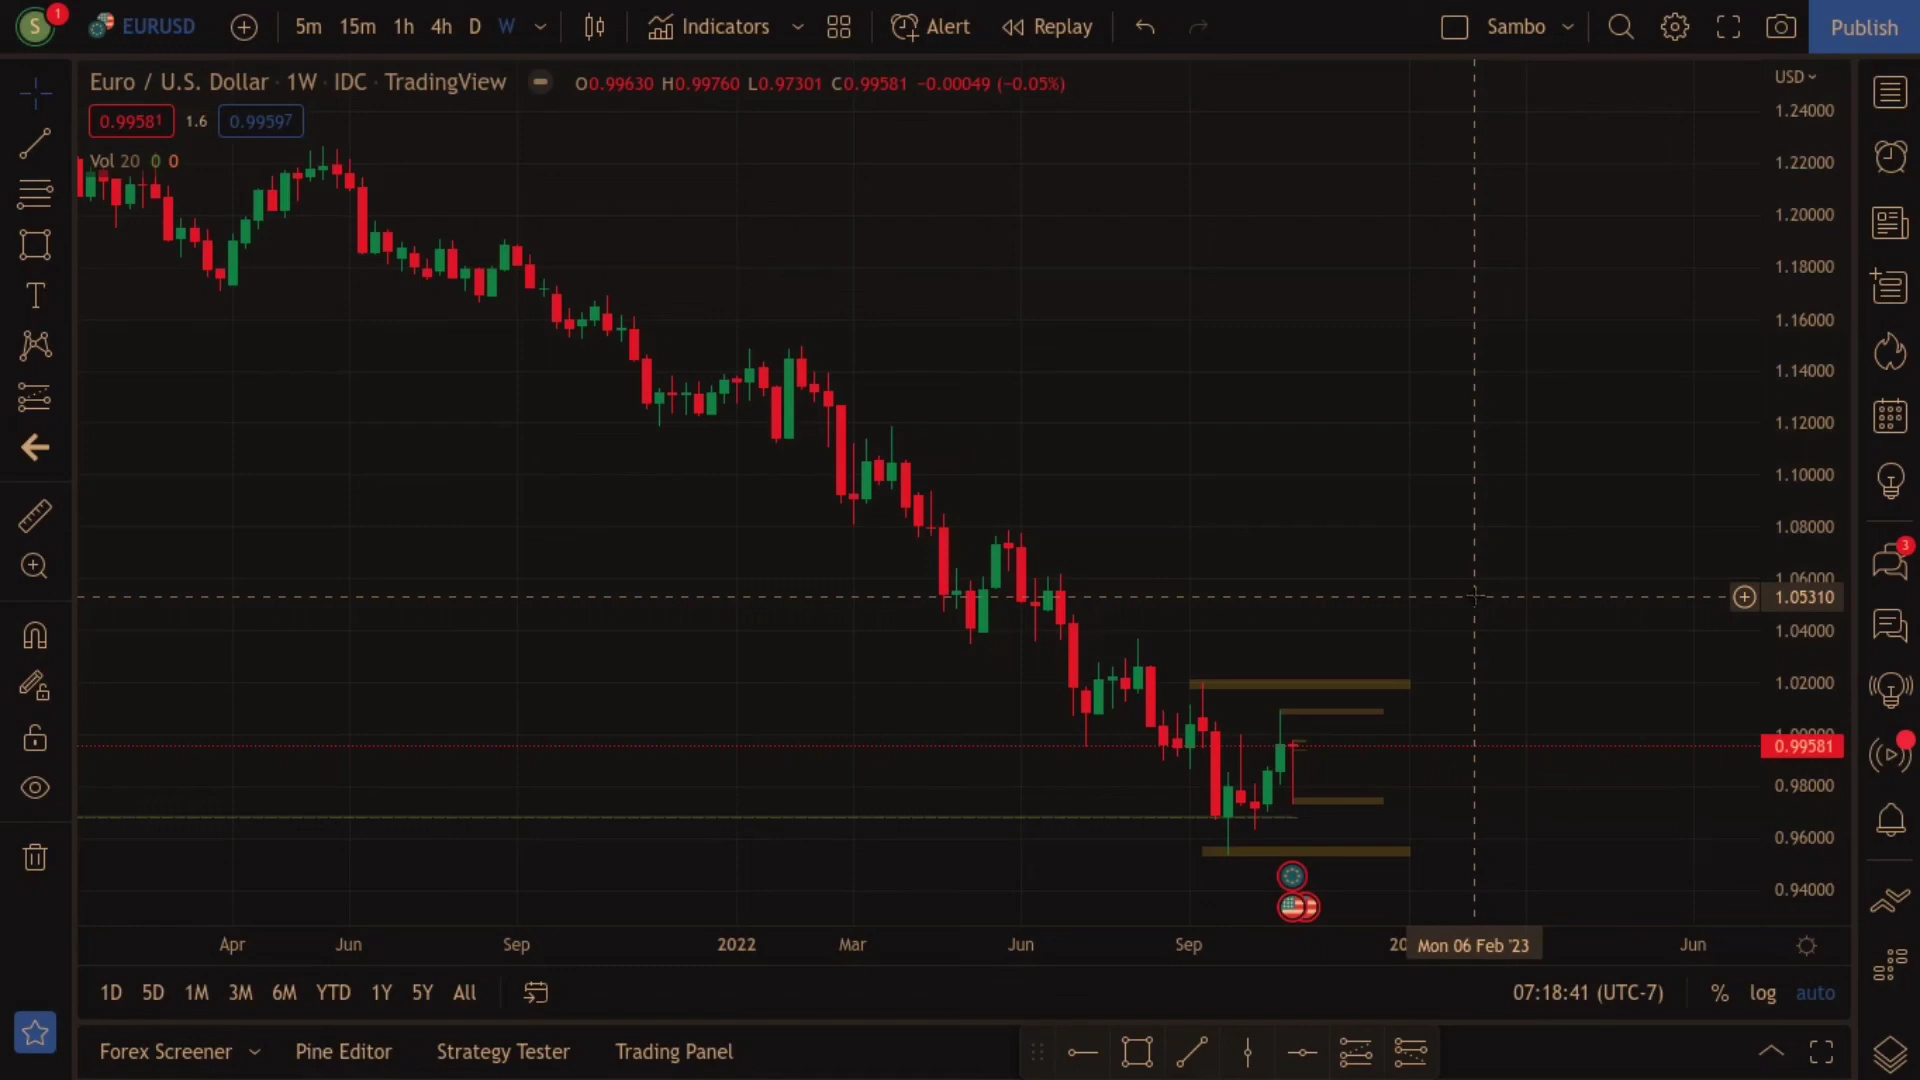 S 1 EURUSD 5m 15m 1h 4h D W Indicators Alert Replay Sambo Publish
Euro / U.S. Dollar · 1W · IDC · TradingView O0.99630 H0.99760 L0.97301 C0.99581 −0.00049 (−0.05%)
USD
0.99581 1.6 0.99597
Vol 20 0 0
1.24000
1.22000
1.20000
1.18000
1.16000
1.14000
1.12000
1.10000
1.08000
3
1.06000
1.05310
1.04000
1.02000
0.99581
0.98000
0.96000
0.94000
Apr Jun Sep 2022 Mar Jun Sep 20 Mon 06 Feb '23 Jun
1D 5D 1M 3M 6M YTD 1Y 5Y All 07:18:41 (UTC-7) % log auto
Forex Screener Pine Editor Strategy Tester Trading Panel